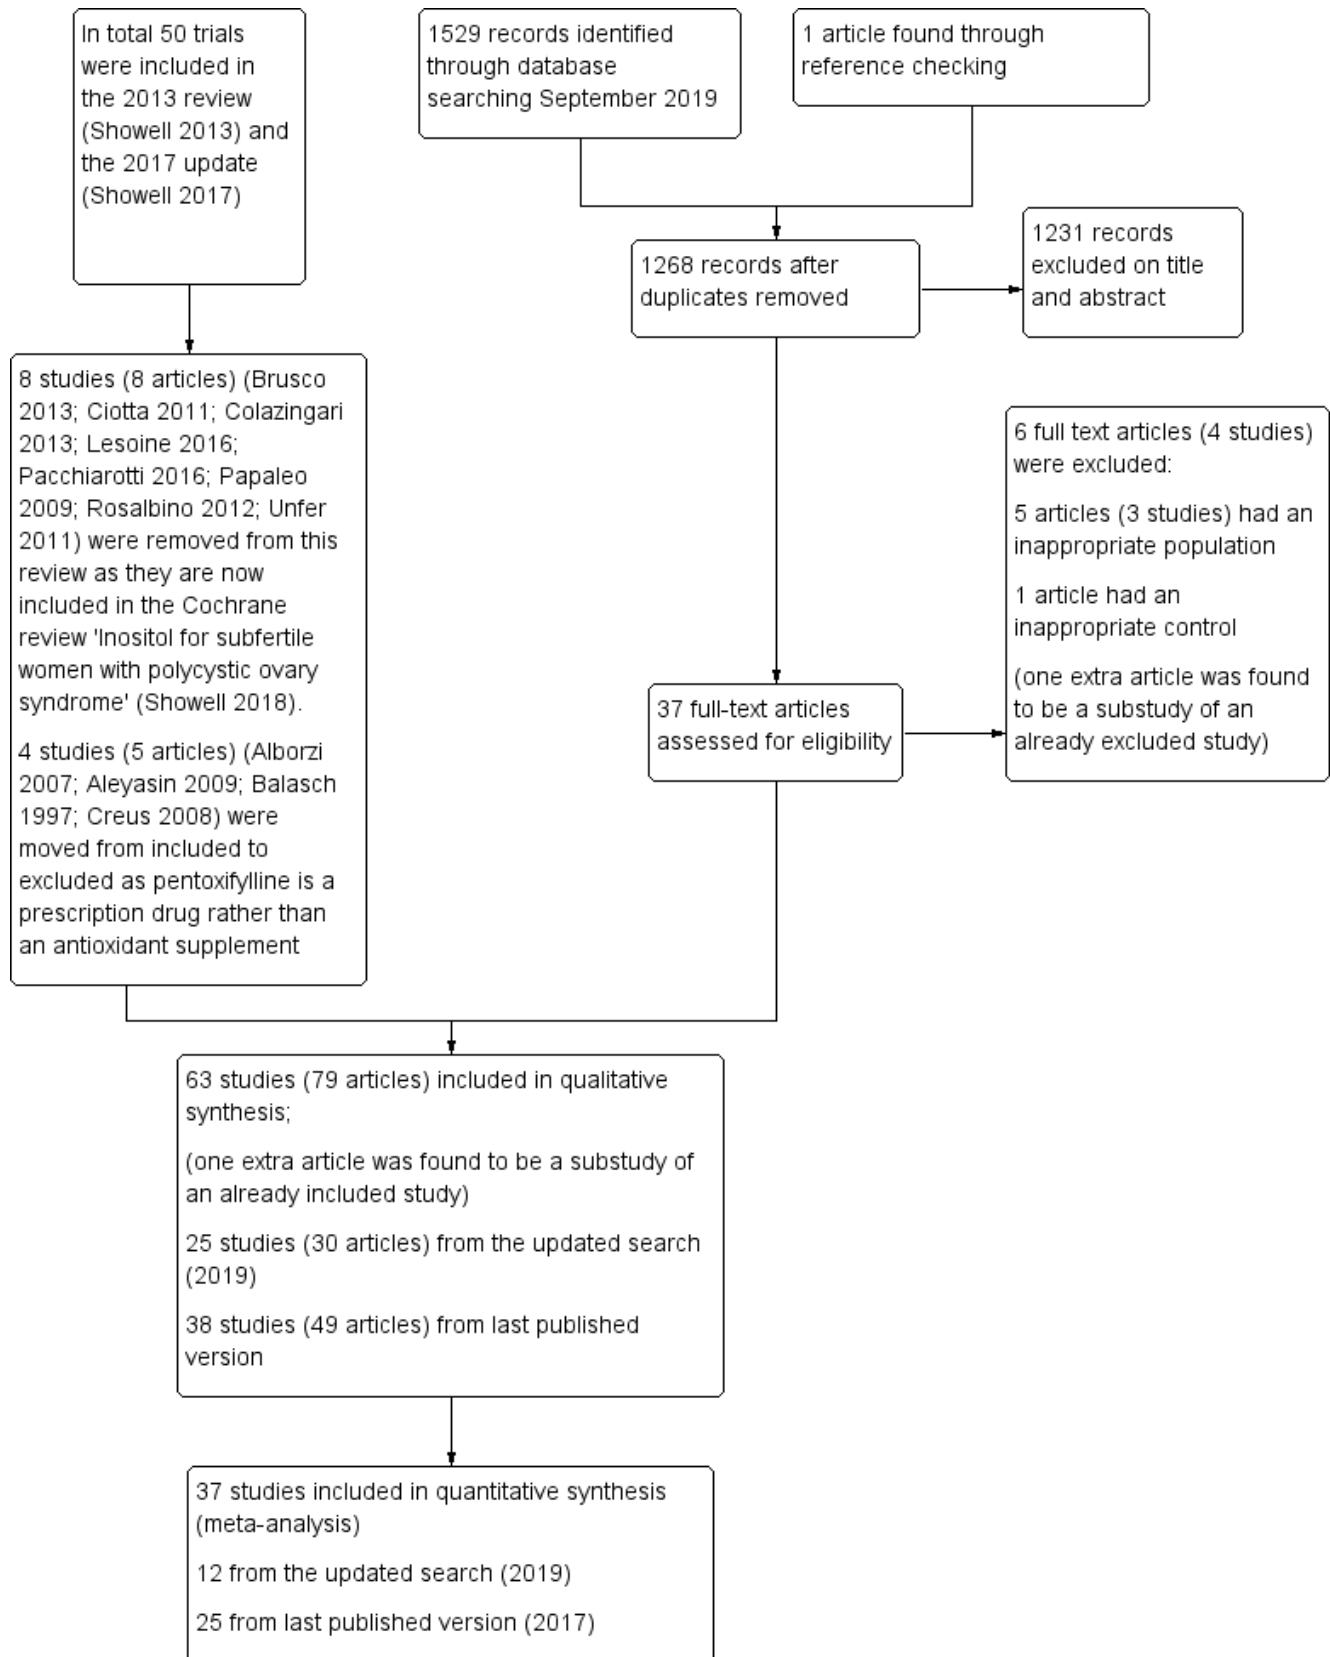 In total 50 trials
were included in
the 2013 review
(Showell 2013) and
the 2017 update
(Showell 2017)
1529 records identified
through database
searching September 2019
1 article found through
reference checking
1268 records after
duplicates removed
1231 records
excluded on title
and abstract
8 studies (8 articles) (Brusco
2013; Ciotta 2011; Colazingari
2013; Lesoine 2016;
Pacchiarotti 2016; Papaleo
2009; Rosalbino 2012; Unfer
2011) were removed from this
review as they are now
included in the Cochrane
review 'Inositol for subfertile
women with polycystic ovary
syndrome' (Showell 2018).
4 studies (5 articles) (Alborzi
2007; Aleyasin 2009; Balasch
1997; Creus 2008) were
moved from included to
excluded as pentoxifylline is a
prescription drug rather than
an antioxidant supplement
6 full text articles (4 studies)
were excluded:
5 articles (3 studies) had an
inappropriate population
1 article had an
inappropriate control
(one extra article was found
to be a substudy of an
already excluded study)
37 full-text articles
assessed for eligibility
63 studies (79 articles) included in qualitative
synthesis;
(one extra article was found to be a substudy of
an already included study)
25 studies (30 articles) from the updated search
(2019)
38 studies (49 articles) from last published
version
37 studies included in quantitative synthesis
(meta-analysis)
12 from the updated search (2019)
25 from last published version (2017)